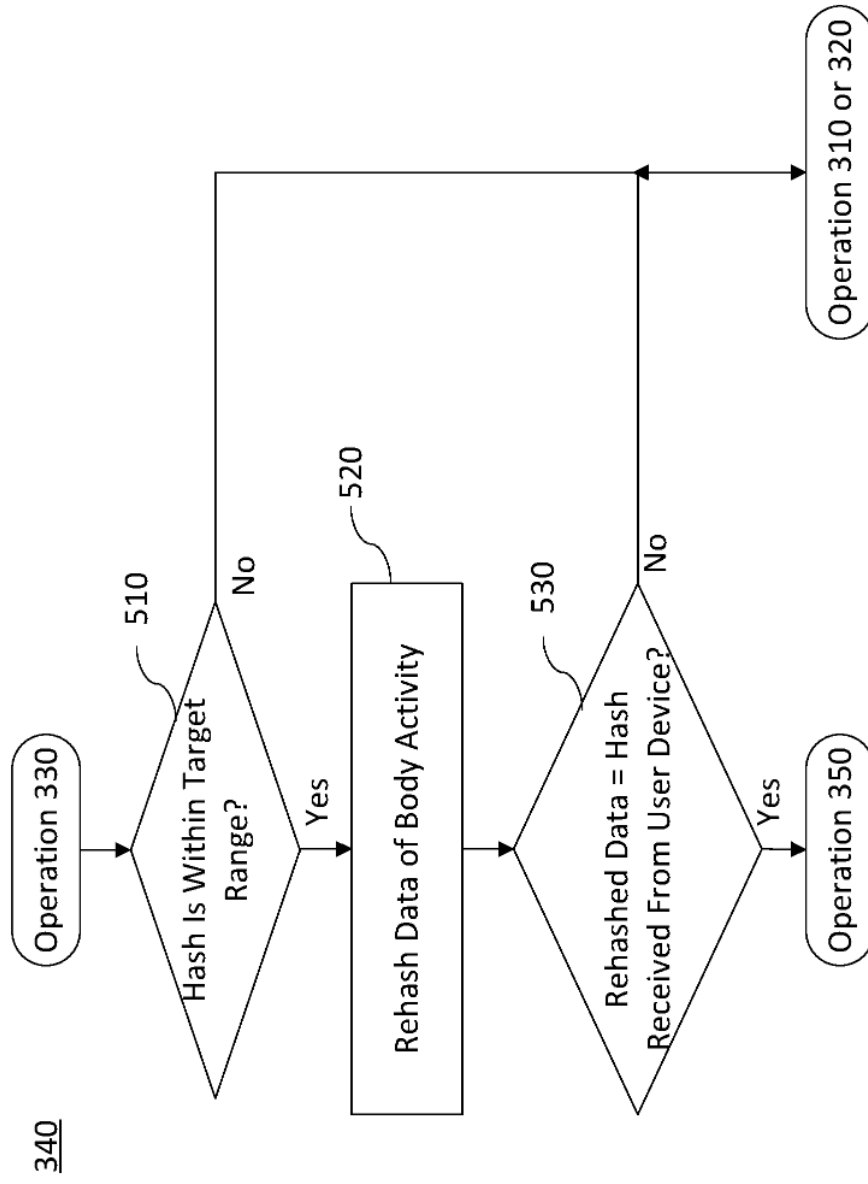 340
Operation 330
510
Hash Is Within Target
Range?
No
Yes
520
Rehash Data of Body Activity
530
Rehashed Data = Hash
Received From User Device?
No
Yes
Operation 350
Operation 310 or 320